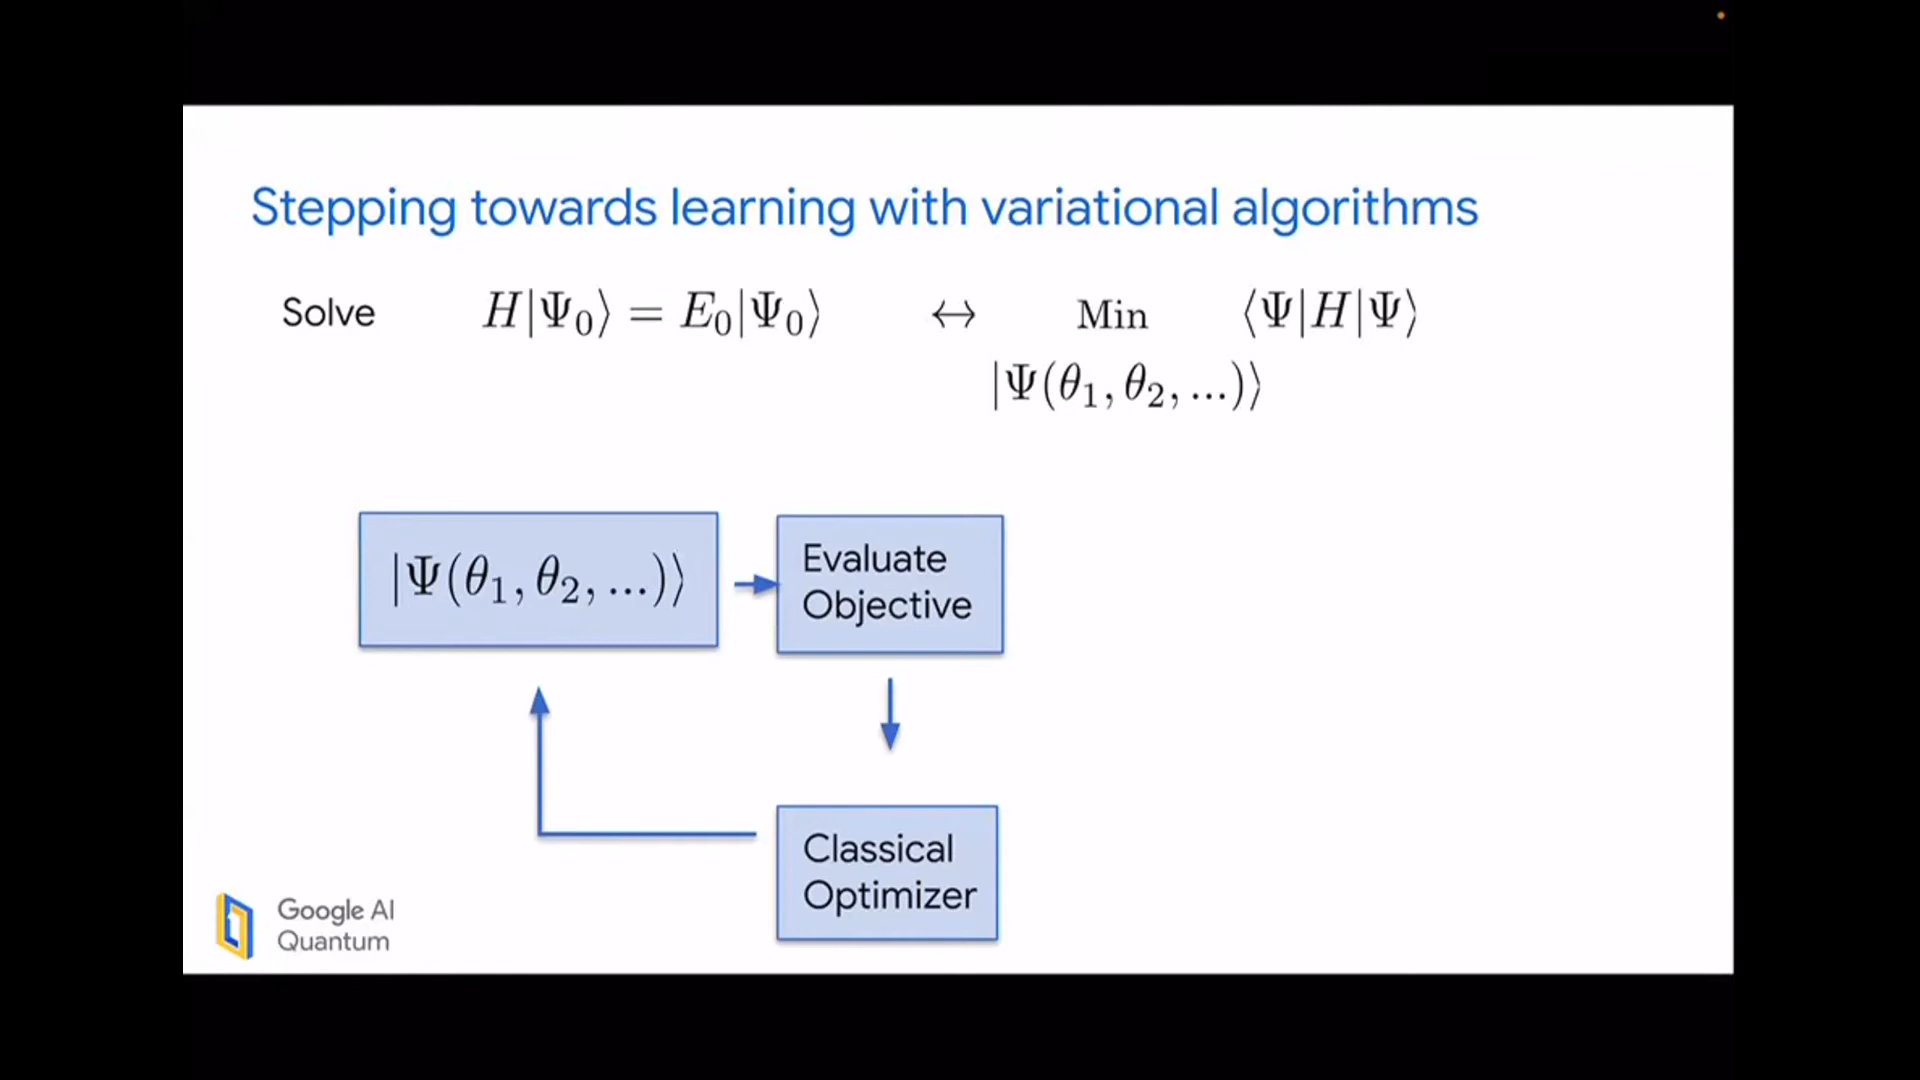 Stepping towards learning with variational algorithms
Solve H|Ψ₀⟩ = E₀|Ψ₀⟩ ↔ Min ⟨Ψ|H|Ψ⟩
|Ψ(θ₁, θ₂, ...)⟩
|Ψ(θ₁, θ₂, ...)⟩
Evaluate
Objective
Classical
Optimizer
Google AI
Quantum